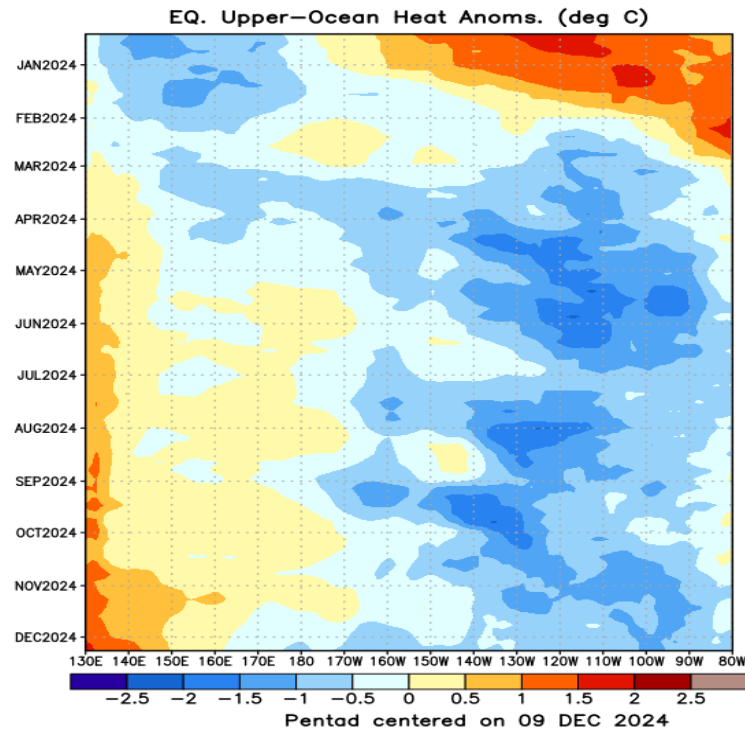 EQ. Upper-Ocean Heat Anoms. (deg C)
JAN2024
FEB2024
MAR2024
APR2024
MAY2024
JUN2024
JUL2024
AUG2024
SEP2024
OCT2024
NOV2024
DEC2024
130E 140E 150E 160E 170E 180 170W 160W 150W 140W 130W 120W 110W 100W 90W 80W
-2.5 -2 -1.5 -1 -0.5 0 0.5 1 1.5 2 2.5
Pentad centered on 09 DEC 2024